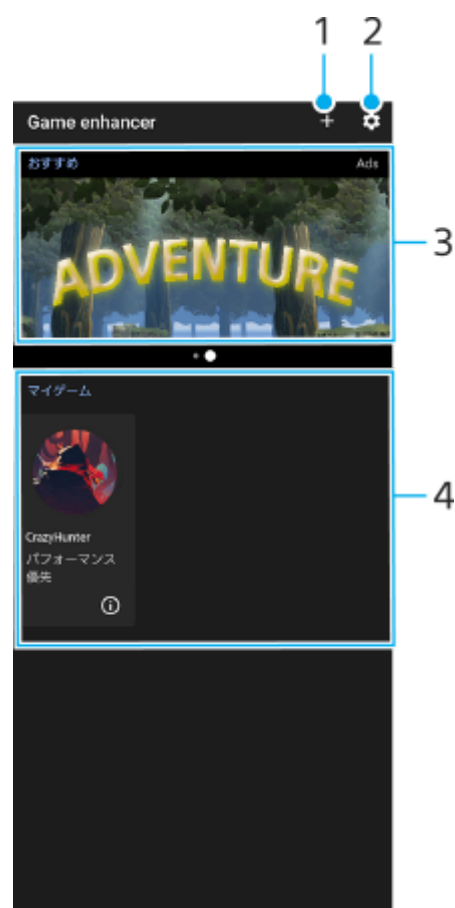 1 2
Game enhancer
おすすめ Ads
ADVENTURE
3
マイゲーム
4
CrazyHunter
パフォーマンス
優先